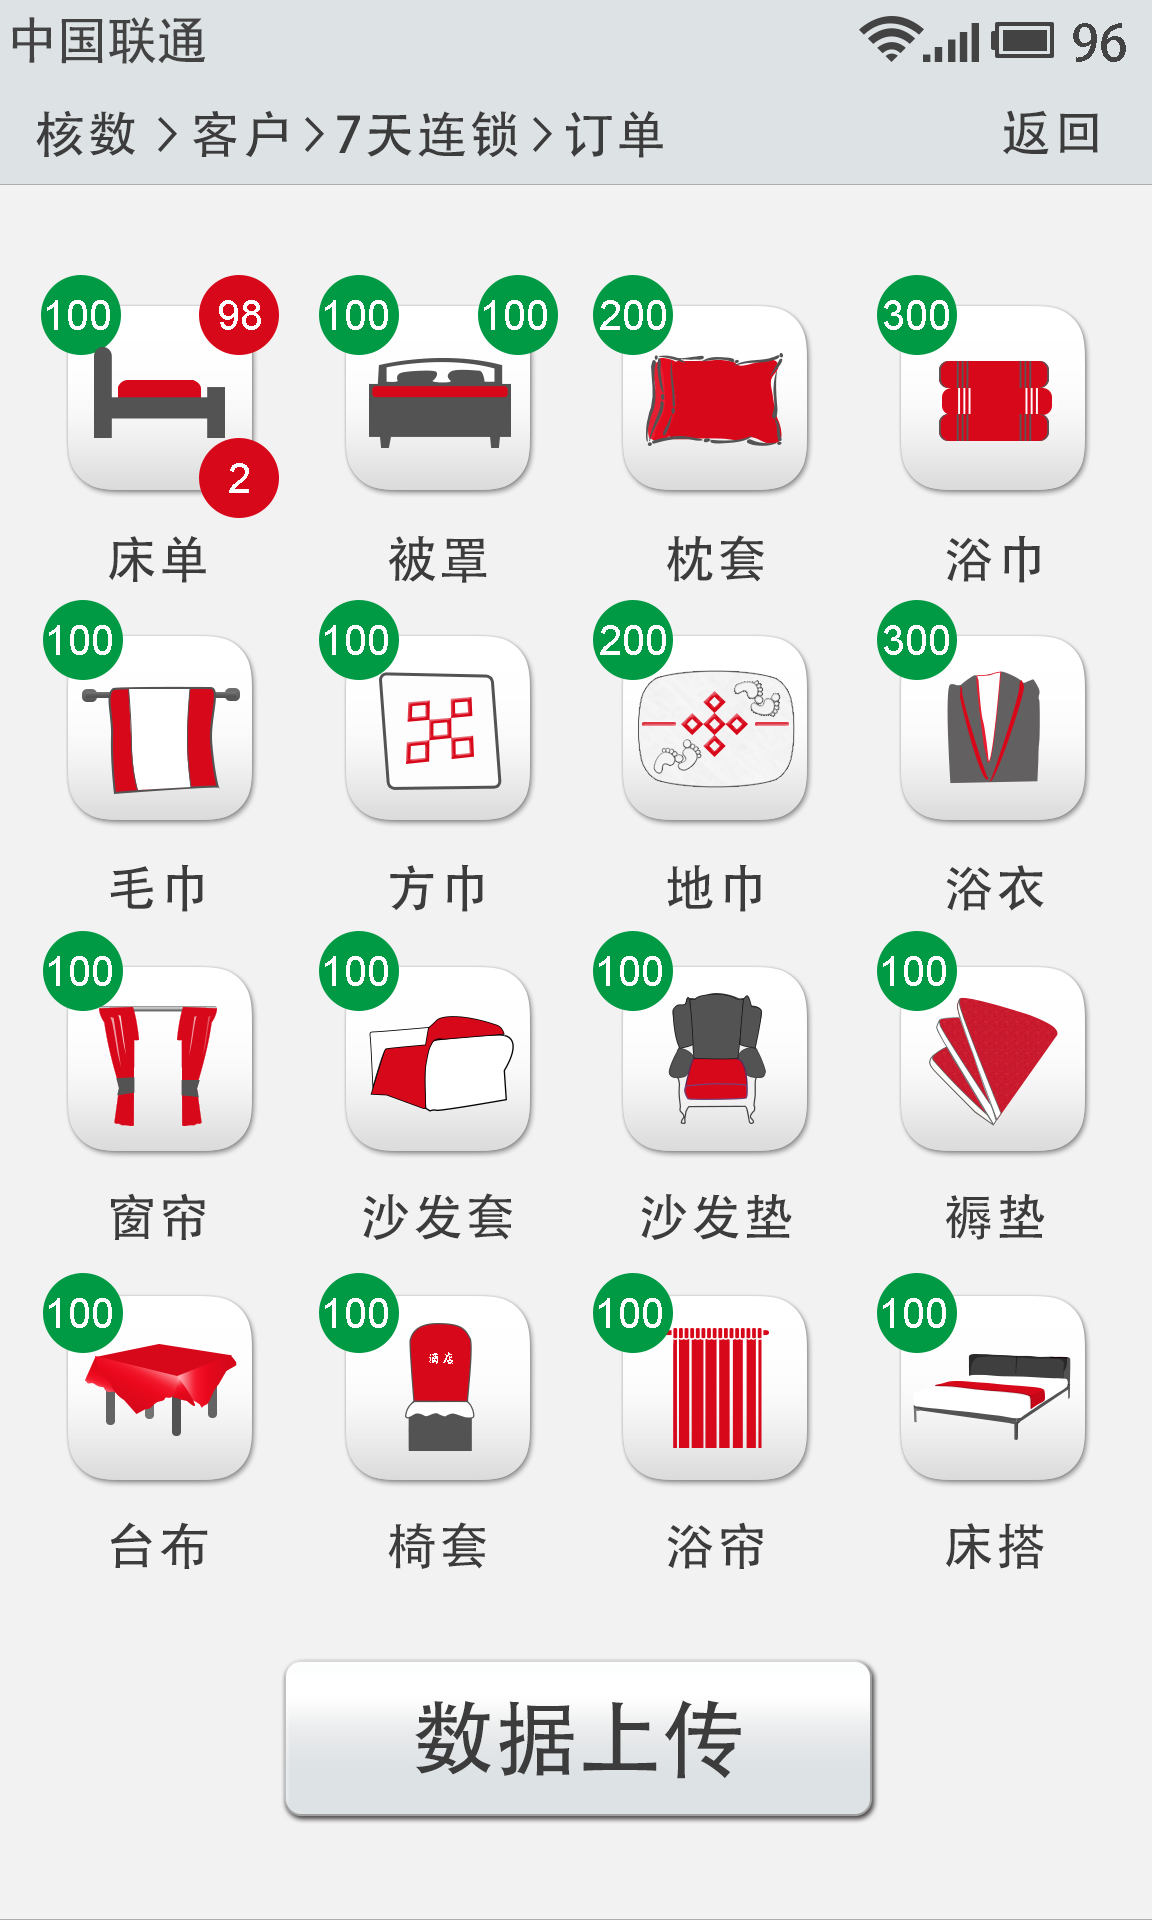 中国联通 96
核数 > 客户 > 7天连锁 > 订单 返回
100 98 100 100 200 300
2
床单 被罩 枕套 浴巾
100 100 200 300
毛巾 方巾 地巾 浴衣
100 100 100 100
窗帘 沙发套 沙发垫 褥垫
100 100 100 100
酒店
台布 椅套 浴帘 床搭
数据上传